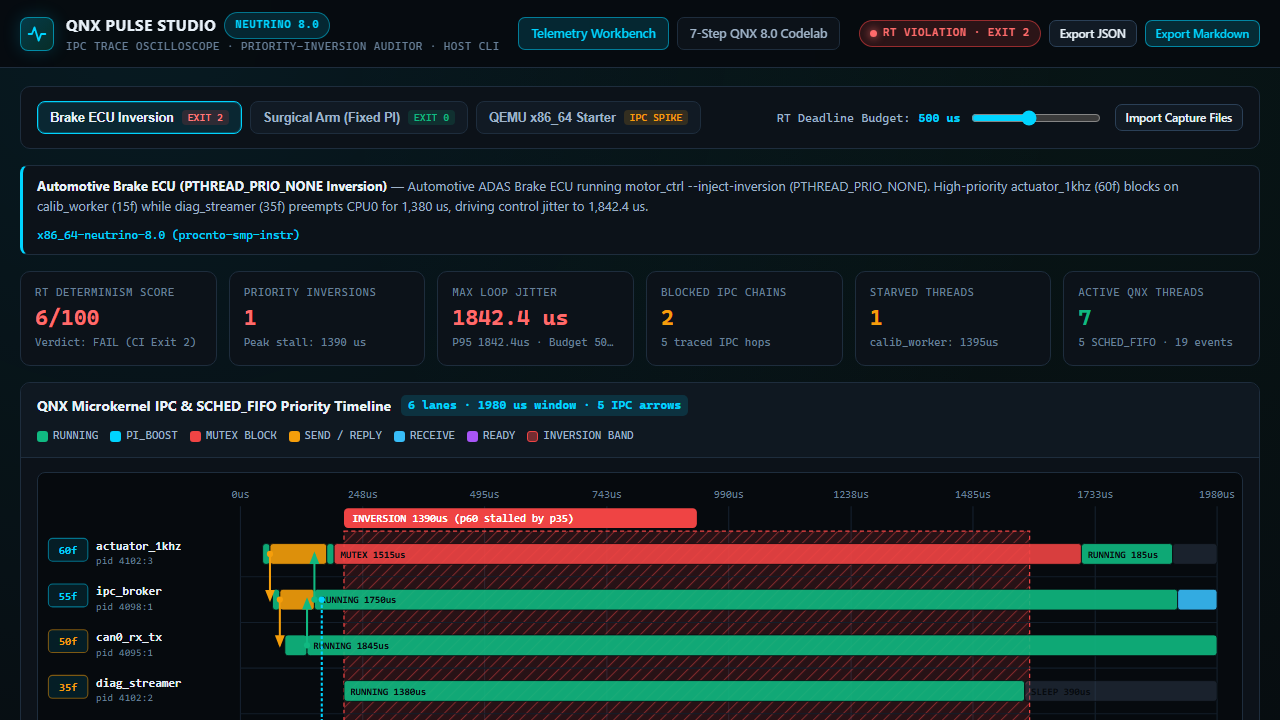 QNX PULSE STUDIO NEUTRINO 8.0
IPC TRACE OSCILLOSCOPE · PRIORITY-INVERSION AUDITOR · HOST CLI
Telemetry Workbench
7-Step QNX 8.0 Codelab
RT VIOLATION · EXIT 2
Export JSON
Export Markdown
Brake ECU Inversion EXIT 2
Surgical Arm (Fixed PI) EXIT 0
QEMU x86_64 Starter IPC SPIKE
RT Deadline Budget: 500 us
Import Capture Files
Automotive Brake ECU (PTHREAD_PRIO_NONE Inversion) — Automotive ADAS Brake ECU running motor_ctrl --inject-inversion (PTHREAD_PRIO_NONE). High-priority actuator_1khz (60f) blocks on
calib_worker (15f) while diag_streamer (35f) preempts CPU0 for 1,380 us, driving control jitter to 1,842.4 us.
x86_64-neutrino-8.0 (procnto-smp-instr)
RT DETERMINISM SCORE
6/100
Verdict: FAIL (CI Exit 2)
PRIORITY INVERSIONS
1
Peak stall: 1390 us
MAX LOOP JITTER
1842.4 us
P95 1842.4us · Budget 50…
BLOCKED IPC CHAINS
2
5 traced IPC hops
STARVED THREADS
1
calib_worker: 1395us
ACTIVE QNX THREADS
7
5 SCHED_FIFO · 19 events
QNX Microkernel IPC & SCHED_FIFO Priority Timeline 6 lanes · 1980 us window · 5 IPC arrows
RUNNING PI_BOOST MUTEX BLOCK SEND / REPLY RECEIVE READY INVERSION BAND
0us 248us 495us 743us 990us 1238us 1485us 1733us 1980us
INVERSION 1390us (p60 stalled by p35)
60f actuator_1khz
pid 4102:3
MUTEX 1515us
RUNNING 185us
55f ipc_broker
pid 4098:1
RUNNING 1750us
50f can0_rx_tx
pid 4095:1
RUNNING 1845us
35f diag_streamer
pid 4102:2
RUNNING 1380us
SLEEP 390us